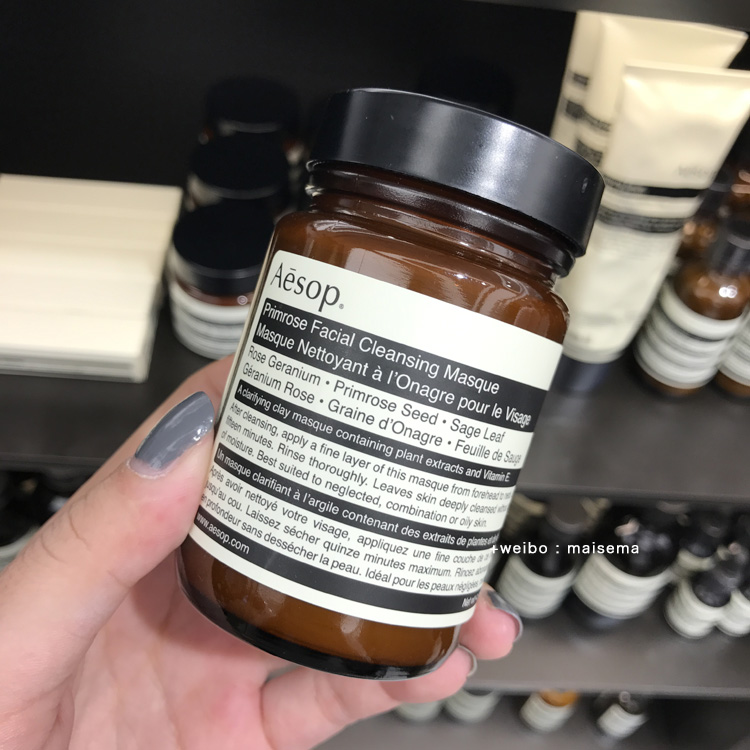 Aēsop®
Primrose Facial Cleansing Masque
Masque Nettoyant à l'Onagre pour le Visage
Rose Geranium • Primrose Seed • Sage Leaf
Géranium Rose • Graine d'Onagre • Feuille de Sauge
A clarifying clay masque containing plant extracts and Vitamin E.
After cleansing, apply a fine layer of this masque from forehead to
fifteen minutes. Rinse thoroughly. Leaves skin deeply cleansed
of moisture. Best suited to neglected, combination or oily skin.
Un masque clarifiant à l'argile contenant des extraits de plantes
Après avoir nettoyé votre visage, appliquez une fine couche de
jusqu'au cou. Laissez sécher quinze minutes maximum. Rincez
profondeur sans dessécher la peau. Idéal pour les peaux
www.aesop.com
+weibo : maisema